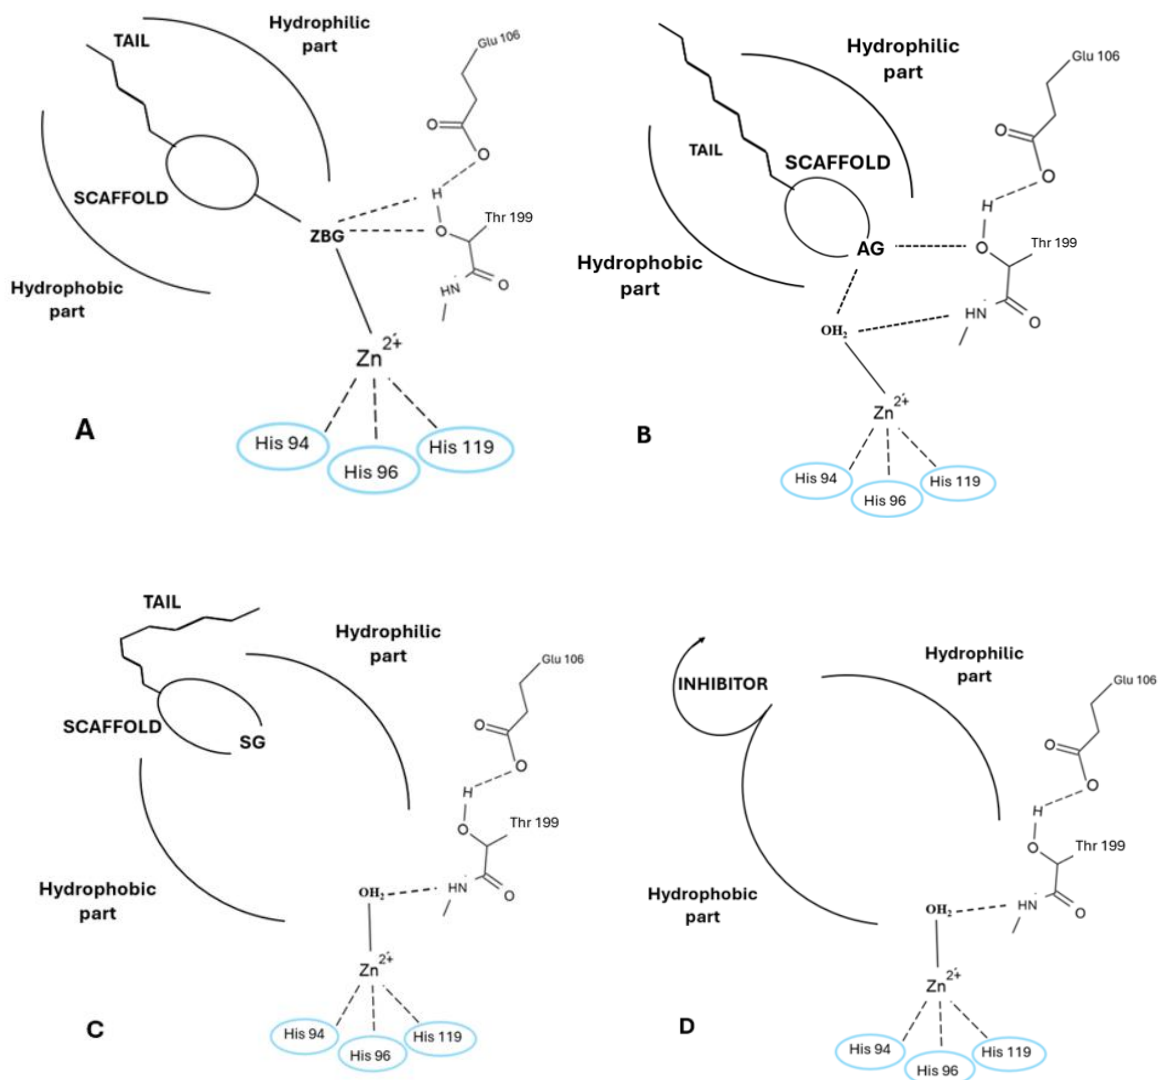 TAIL
Hydrophilic
part
Glu 106
O
O
SCAFFOLD
H
ZBG
O
Thr 199
HN
O
Hydrophobic
part
Zn2+
A
His 94
His 96
His 119
Hydrophilic
part
Glu 106
O
TAIL
SCAFFOLD
O
H
AG
O
Thr 199
Hydrophobic
part
OH2
HN
O
Zn2+
B
His 94
His 96
His 119
TAIL
Hydrophilic
part
Glu 106
SCAFFOLD
SG
O
O
H
O
Thr 199
Hydrophobic
part
OH2
HN
O
Zn2+
C
His 94
His 96
His 119
INHIBITOR
Hydrophilic
part
Glu 106
O
O
H
O
Thr 199
Hydrophobic
part
OH2
HN
O
Zn2+
D
His 94
His 96
His 119